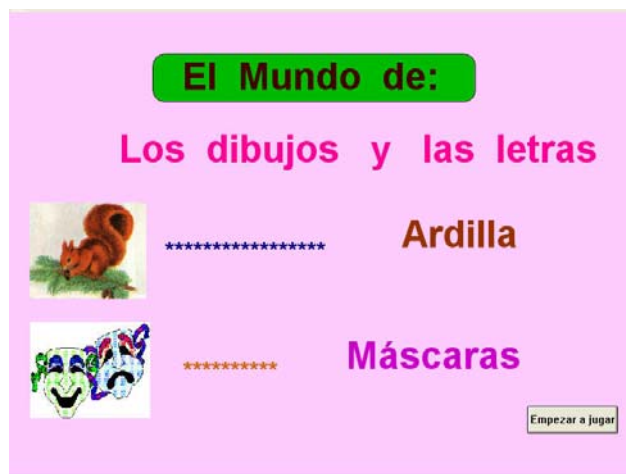 El Mundo de:
Los dibujos y las letras
***************** Ardilla
********** Máscaras
Empezar a jugar